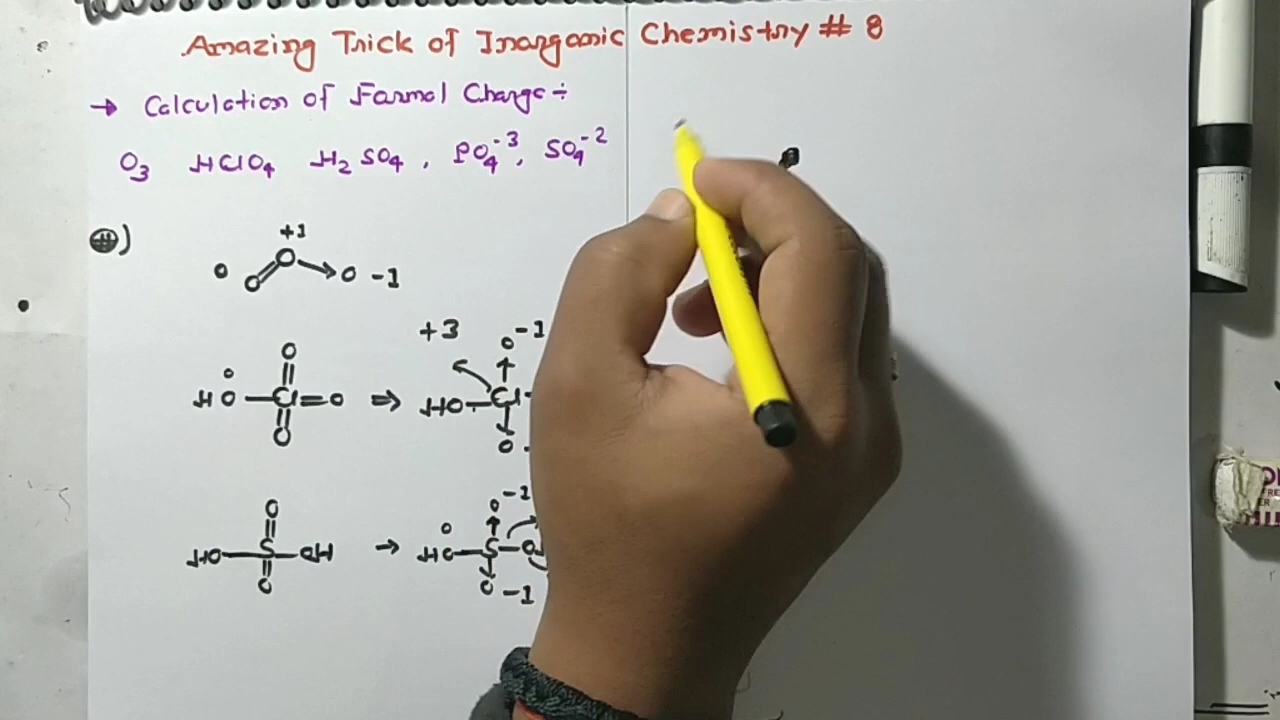 Amazing Trick of Inorganic Chemistry # 8
→ Calculation of Formal Charge ÷
O3 HClO4 H2SO4, PO4-3, SO4-2
#)
+1
O O O -1
+3 O -1
O O
HO Cl O ⇒ HO Cl
O O
O O -1
O
HO S OH → HO S O
O O -1